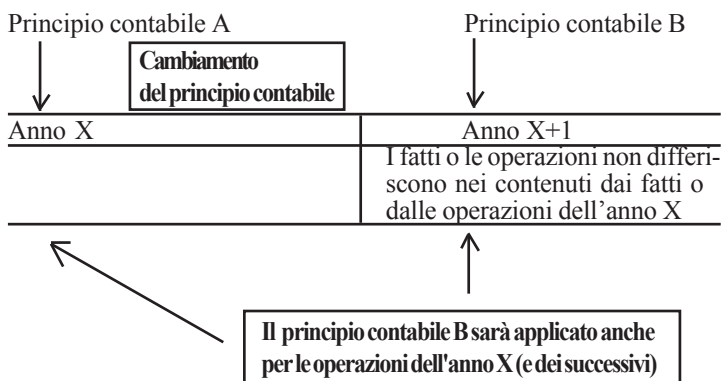 Principio contabile A
Principio contabile B
Cambiamento
del principio contabile
Anno X
Anno X+1
I fatti o le operazioni non differi-
scono nei contenuti dai fatti o
dalle operazioni dell'anno X
Il principio contabile B sarà applicato anche
per le operazioni dell'anno X (e dei successivi)